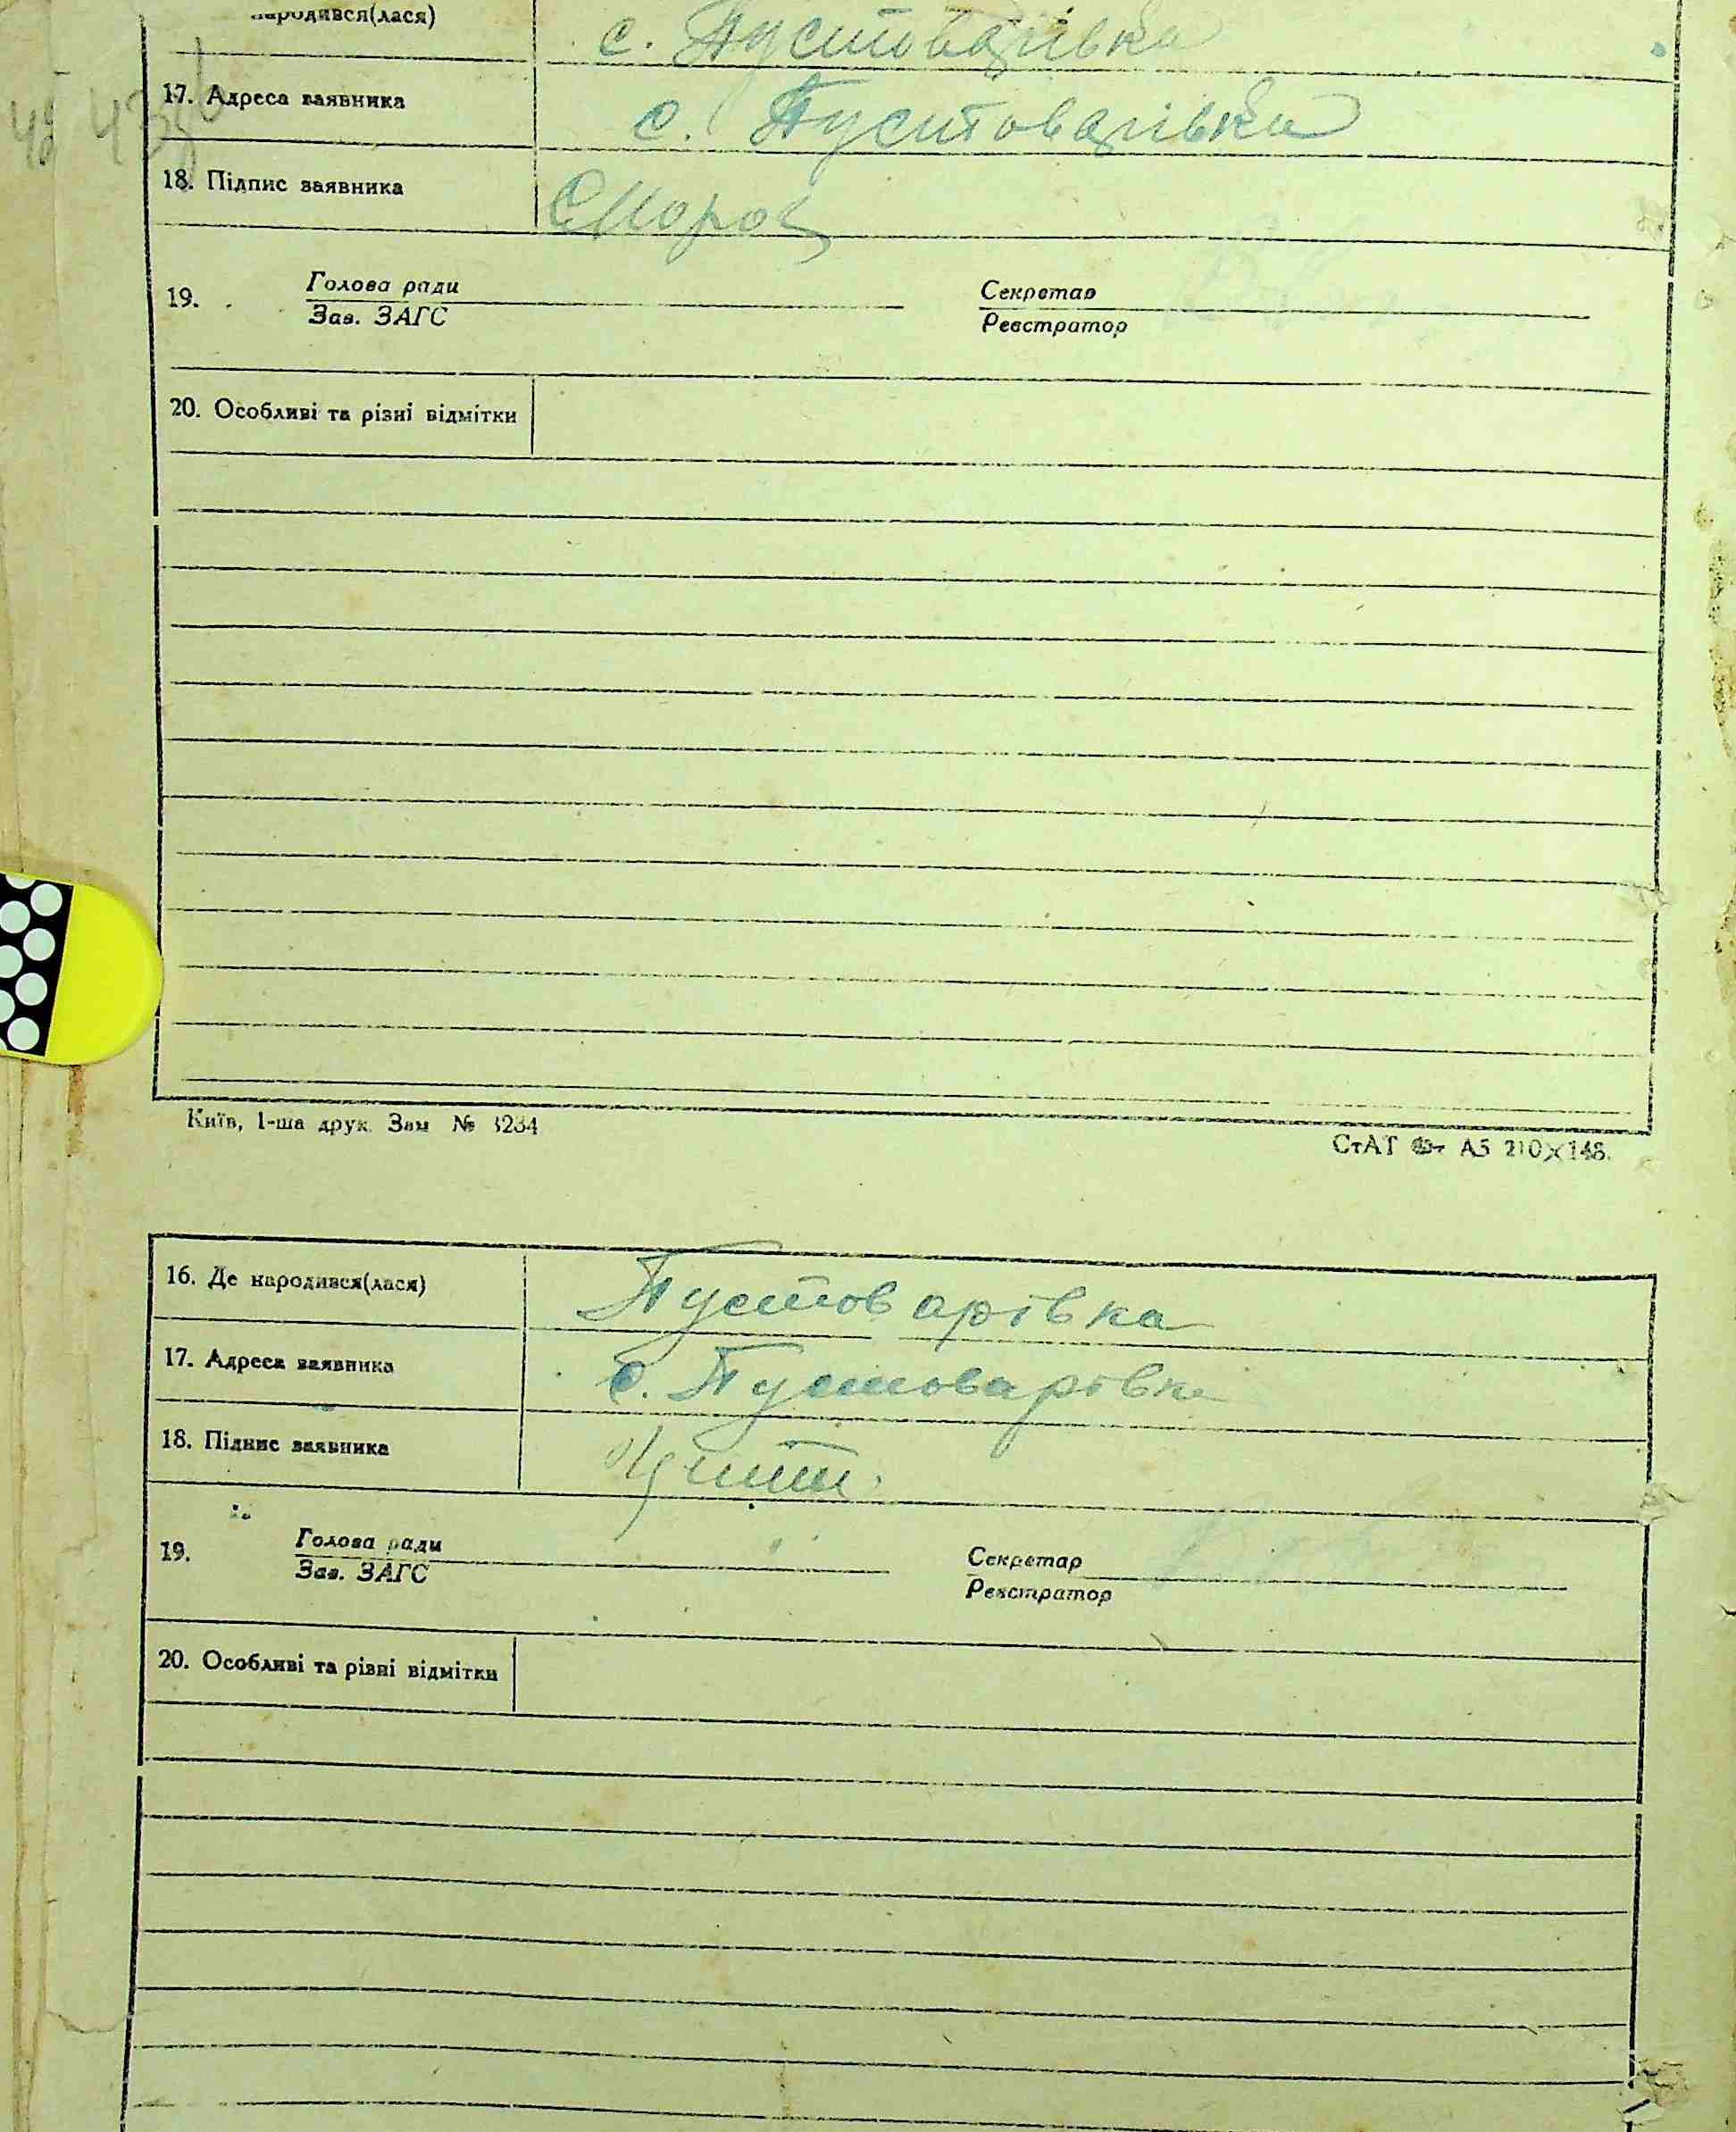 народився(лася) с. Пустоварівка
17. Адреса заявника с. Пустоварівка
18. Підпис заявника СМороз
19. Голова ради Секретар
Зав. ЗАГС Реєстратор
20. Особливі та різні відмітки
Київ, 1-ша друк. Зам № 3234
СтАТ А5 210×148.
16. Де народився(лася) Пустоварівка
17. Адреса заявника с. Пустоварівка
18. Підпис заявника
19. Голова ради Секретар
Зав. ЗАГС Реєстратор
20. Особливі та різні відмітки